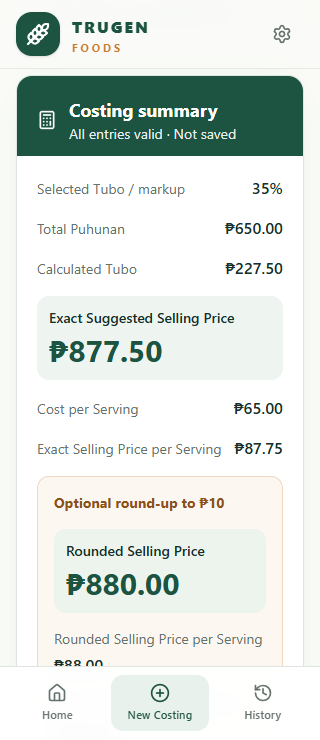 TRUGEN
FOODS
Costing summary
All entries valid · Not saved
Selected Tubo / markup 35%
Total Puhunan ₱650.00
Calculated Tubo ₱227.50
Exact Suggested Selling Price
₱877.50
Cost per Serving ₱65.00
Exact Selling Price per Serving ₱87.75
Optional round-up to ₱10
Rounded Selling Price
₱880.00
Rounded Selling Price per Serving
₱88.00
Home New Costing History